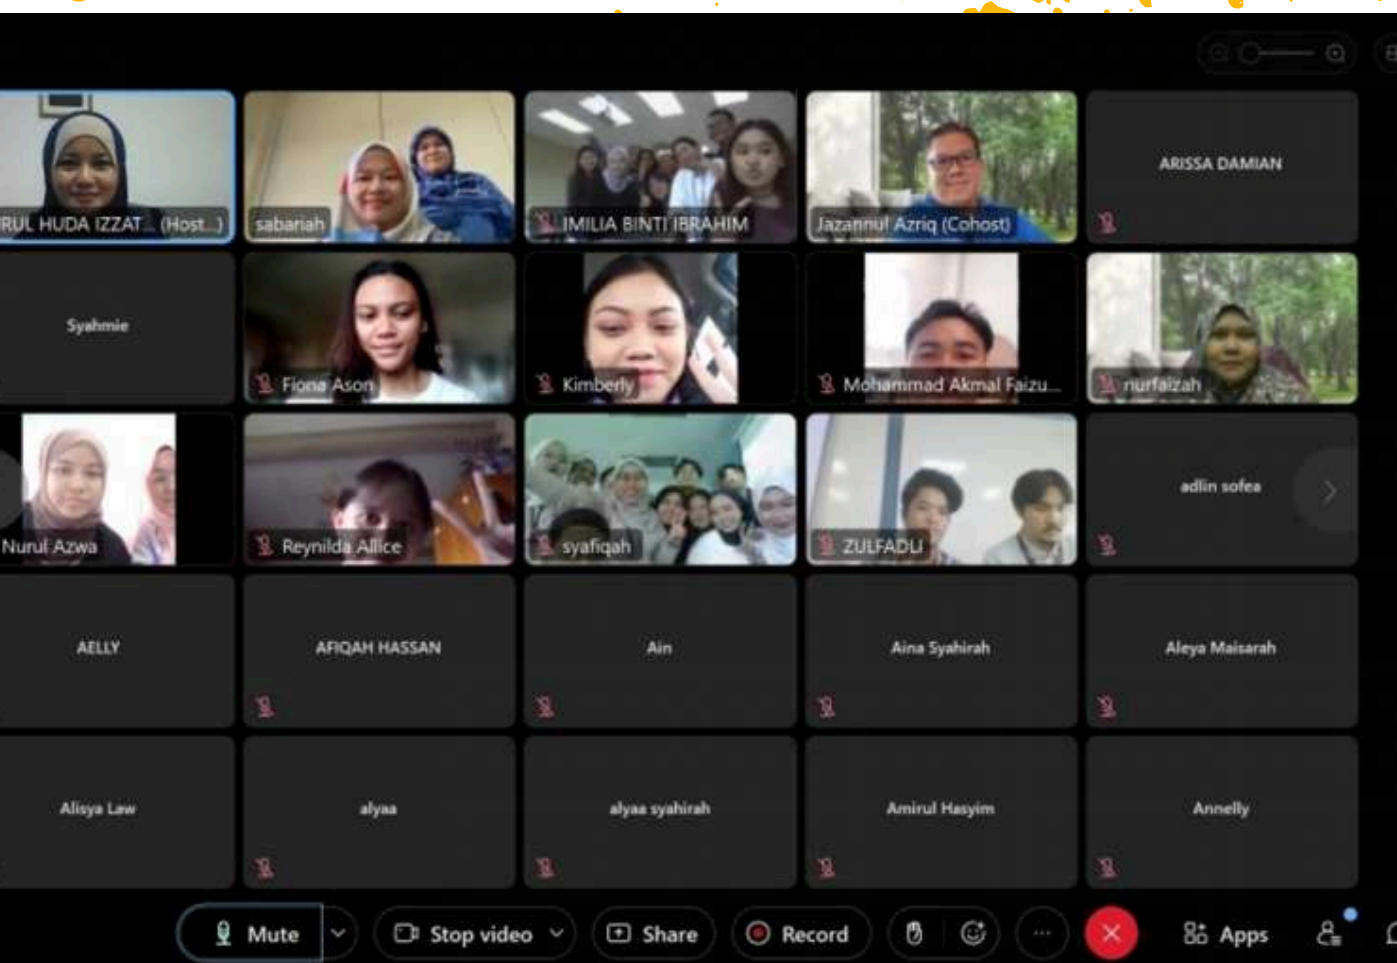 RUL HUDA IZZAT... (Host...)
sabariah
IMILIA BINTI IBRAHIM
Jazannul Azriq (Cohost)
ARISSA DAMIAN
Syahmie
Fiona Ason
Kimberly
Mohammad Akmal Faizu...
nurfaizah
Nurul Azwa
Reynilda Allice
syafiqah
ZULFADLI
adlin sofea
AELLY
AFIQAH HASSAN
Ain
Aina Syahirah
Aleya Maisarah
Alisya Law
alyaa
alyaa syahirah
Amirul Hasyim
Annelly
Mute
Stop video
Share
Record
Apps